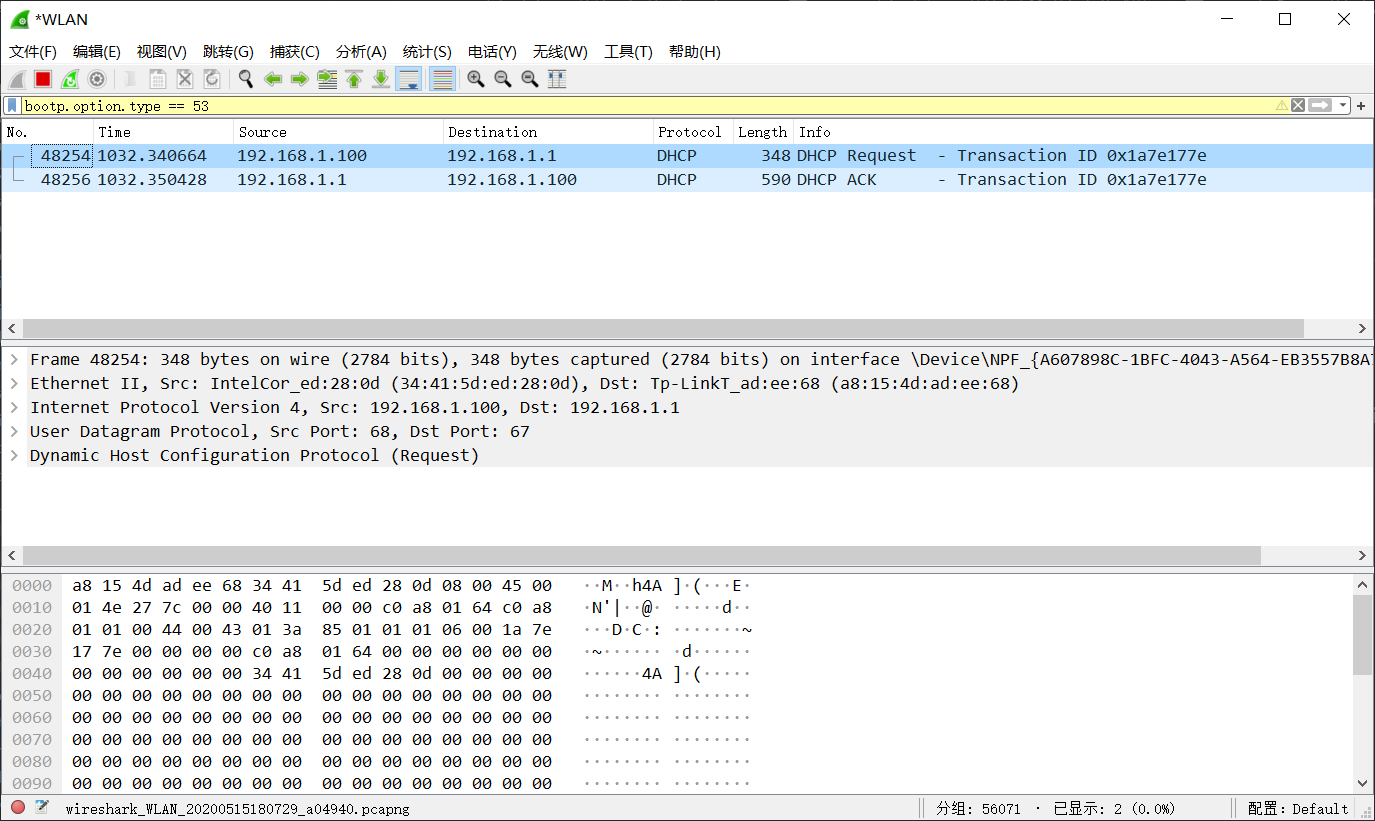 *WLAN
文件(F) 编辑(E) 视图(V) 跳转(G) 捕获(C) 分析(A) 统计(S) 电话(Y) 无线(W) 工具(T) 帮助(H)
bootp.option.type == 53
No. Time Source Destination Protocol Length Info
48254 1032.340664 192.168.1.100 192.168.1.1 DHCP 348 DHCP Request - Transaction ID 0x1a7e177e
48256 1032.350428 192.168.1.1 192.168.1.100 DHCP 590 DHCP ACK - Transaction ID 0x1a7e177e
Frame 48254: 348 bytes on wire (2784 bits), 348 bytes captured (2784 bits) on interface \Device\NPF_{A607898C-1BFC-4043-A564-EB3557B8A
Ethernet II, Src: IntelCor_ed:28:0d (34:41:5d:ed:28:0d), Dst: Tp-LinkT_ad:ee:68 (a8:15:4d:ad:ee:68)
Internet Protocol Version 4, Src: 192.168.1.100, Dst: 192.168.1.1
User Datagram Protocol, Src Port: 68, Dst Port: 67
Dynamic Host Configuration Protocol (Request)
0000 a8 15 4d ad ee 68 34 41 5d ed 28 0d 08 00 45 00 ··M··h4A ]·(···E·
0010 01 4e 27 7c 00 00 40 11 00 00 c0 a8 01 64 c0 a8 ·N'|··@· ·····d··
0020 01 01 00 44 00 43 01 3a 85 01 01 01 06 00 1a 7e ···D·C·: ·······~
0030 17 7e 00 00 00 00 c0 a8 01 64 00 00 00 00 00 00 ·~······ ·d······
0040 00 00 00 00 00 00 34 41 5d ed 28 0d 00 00 00 00 ······4A ]·(·····
0050 00 00 00 00 00 00 00 00 00 00 00 00 00 00 00 00 ········ ········
0060 00 00 00 00 00 00 00 00 00 00 00 00 00 00 00 00 ········ ········
0070 00 00 00 00 00 00 00 00 00 00 00 00 00 00 00 00 ········ ········
0080 00 00 00 00 00 00 00 00 00 00 00 00 00 00 00 00 ········ ········
0090 00 00 00 00 00 00 00 00 00 00 00 00 00 00 00 00 ········ ········
wireshark_WLAN_20200515180729_a04940.pcapng 分组: 56071 · 已显示: 2 (0.0%) 配置: Default